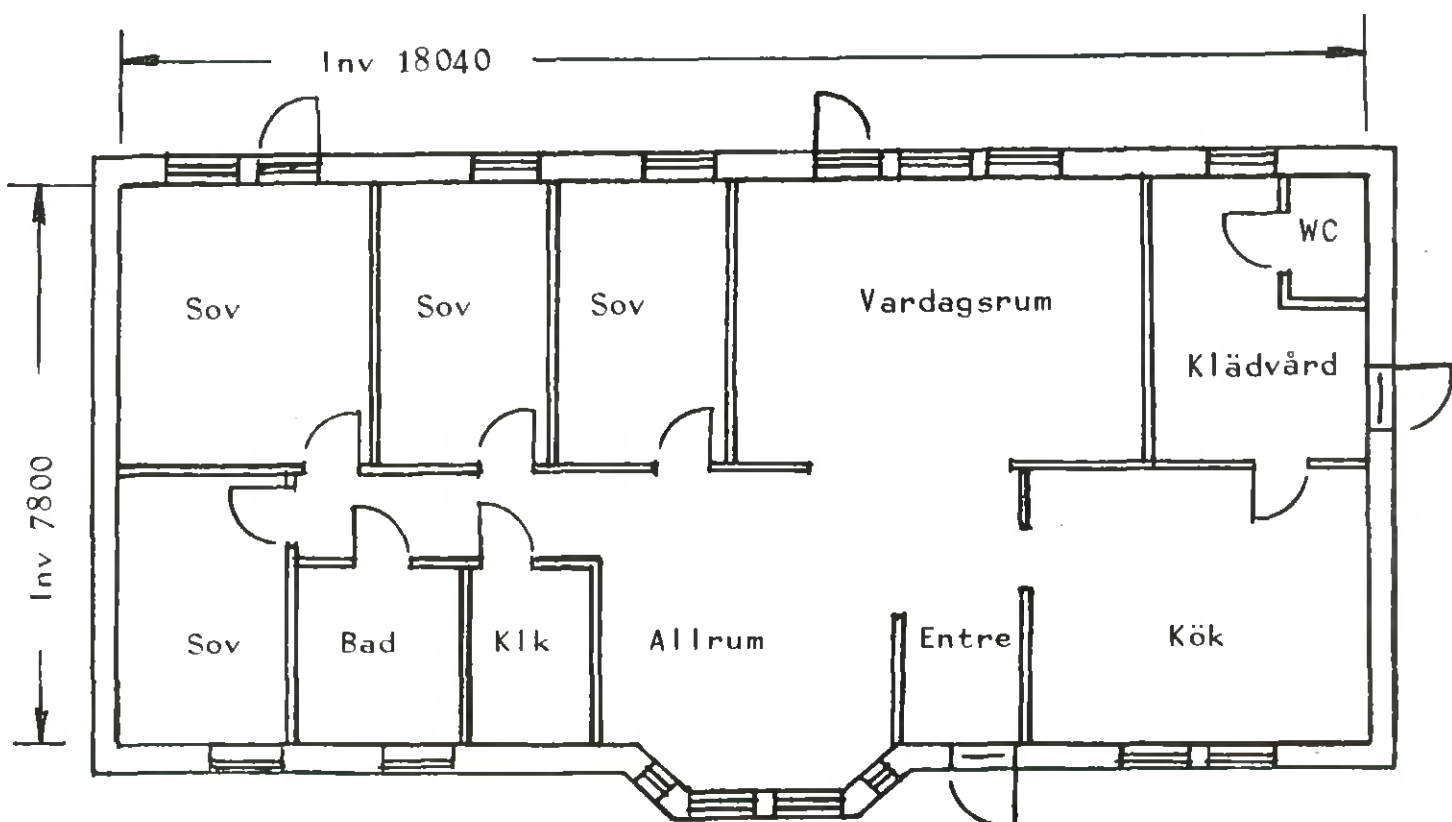 Inv 18040
WC
Sov
Sov
Sov
Vardagsrum
Klädvård
Inv 7800
Sov
Bad
Klk
Allrum
Entre
Kök